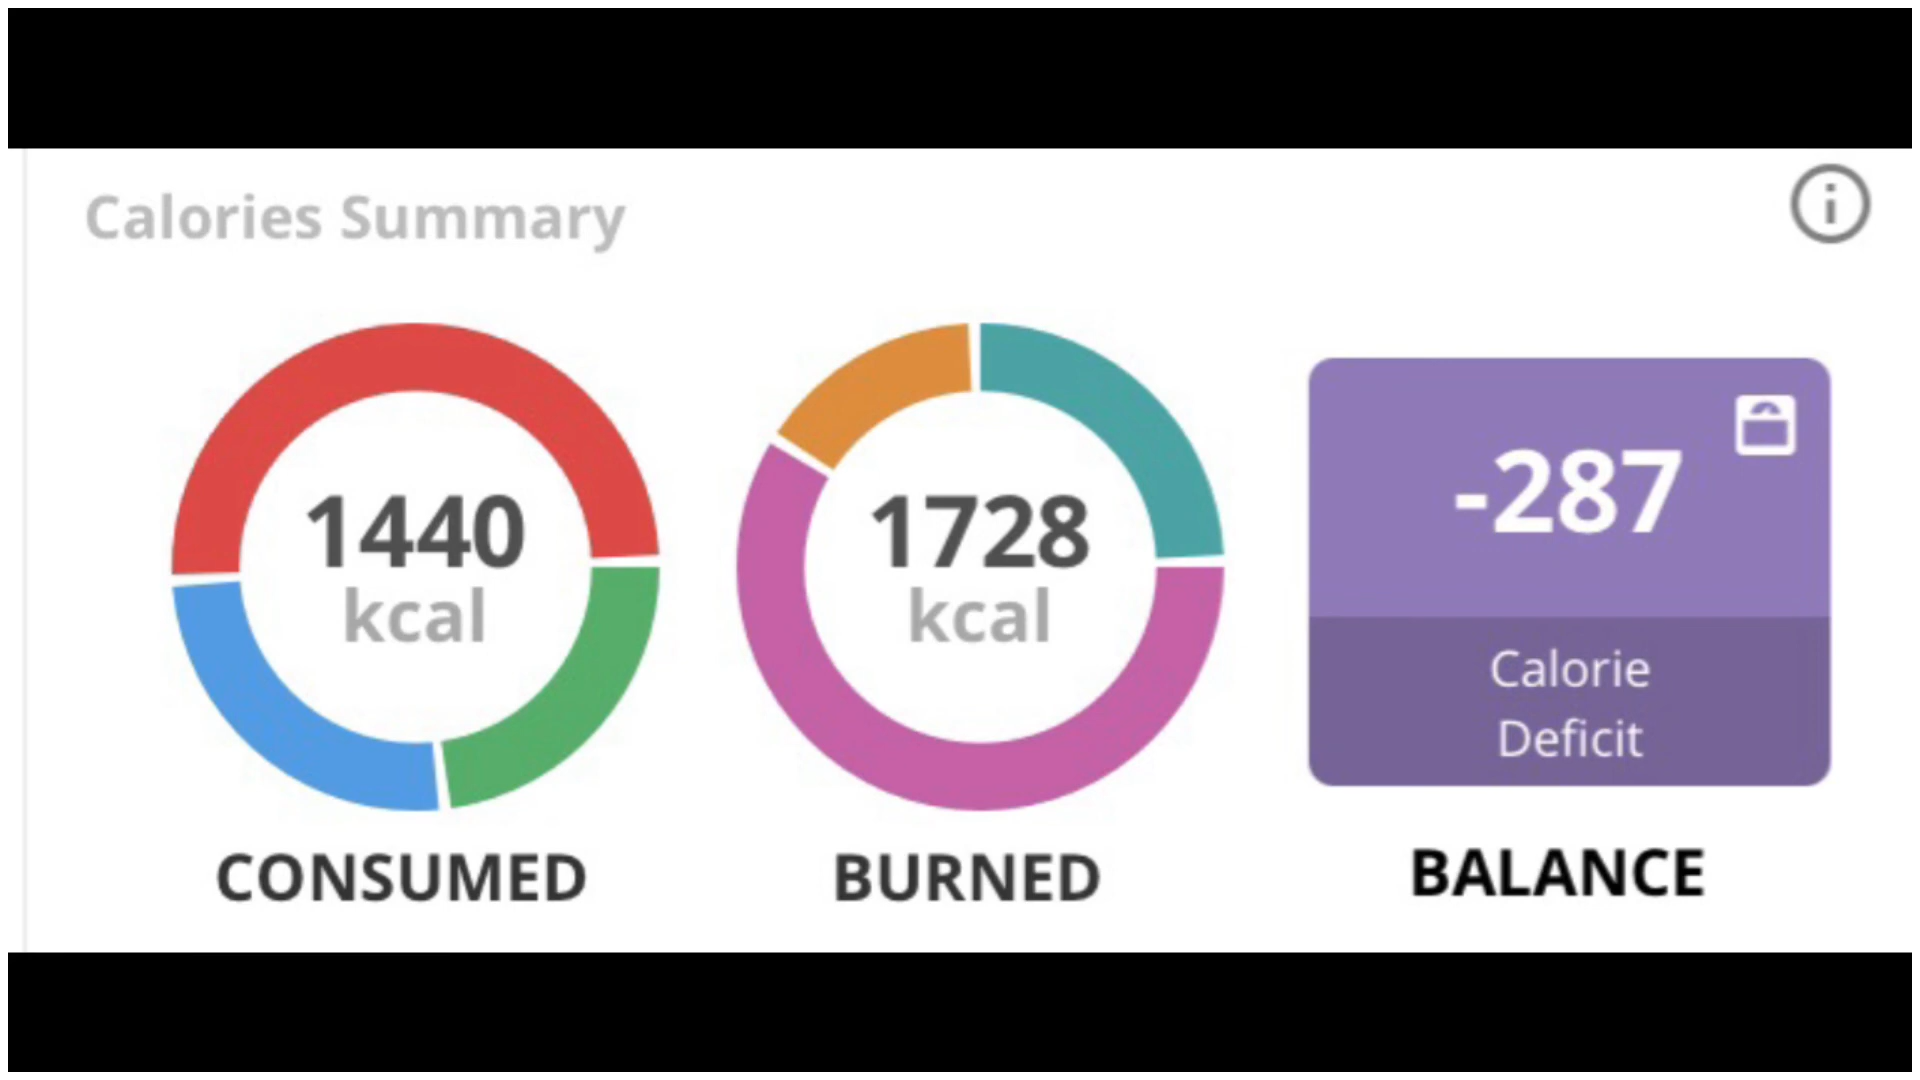 Calories Summary
1440
kcal
CONSUMED
1728
kcal
BURNED
-287
Calorie
Deficit
BALANCE